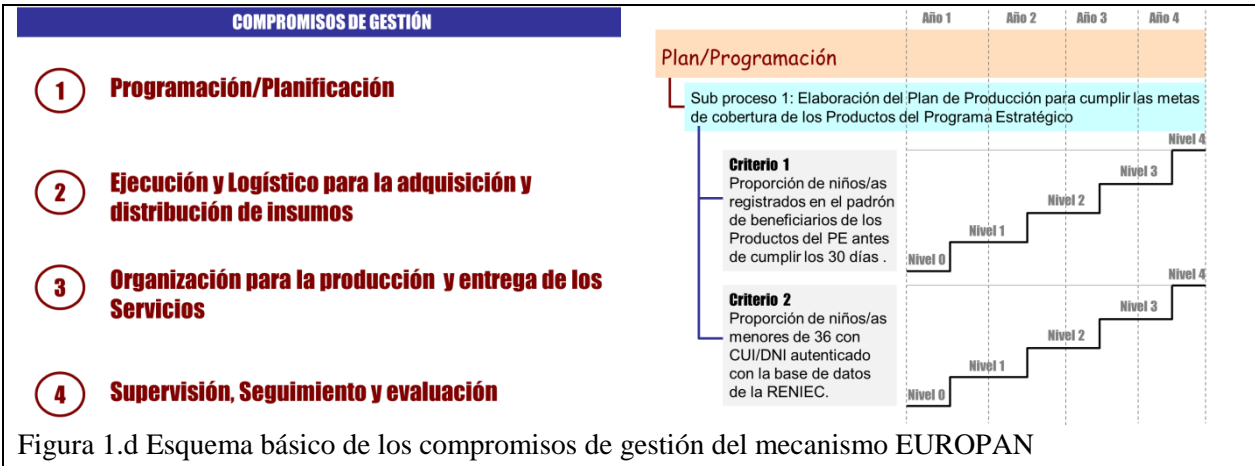 COMPROMISOS DE GESTIÓN
1 Programación/Planificación
2 Ejecución y Logístico para la adquisición y
distribución de insumos
3 Organización para la producción y entrega de los
Servicios
4 Supervisión, Seguimiento y evaluación
Año 1 Año 2 Año 3 Año 4
Plan/Programación
Sub proceso 1: Elaboración del Plan de Producción para cumplir las metas
de cobertura de los Productos del Programa Estratégico
Criterio 1
Proporción de niños/as
registrados en el padrón
de beneficiarios de los
Productos del PE antes
de cumplir los 30 días .
Nivel 0
Nivel 1
Nivel 2
Nivel 3
Nivel 4
Criterio 2
Proporción de niños/as
menores de 36 con
CUI/DNI autenticado
con la base de datos
de la RENIEC.
Nivel 0
Nivel 1
Nivel 2
Nivel 3
Nivel 4
Figura 1.d Esquema básico de los compromisos de gestión del mecanismo EUROPAN